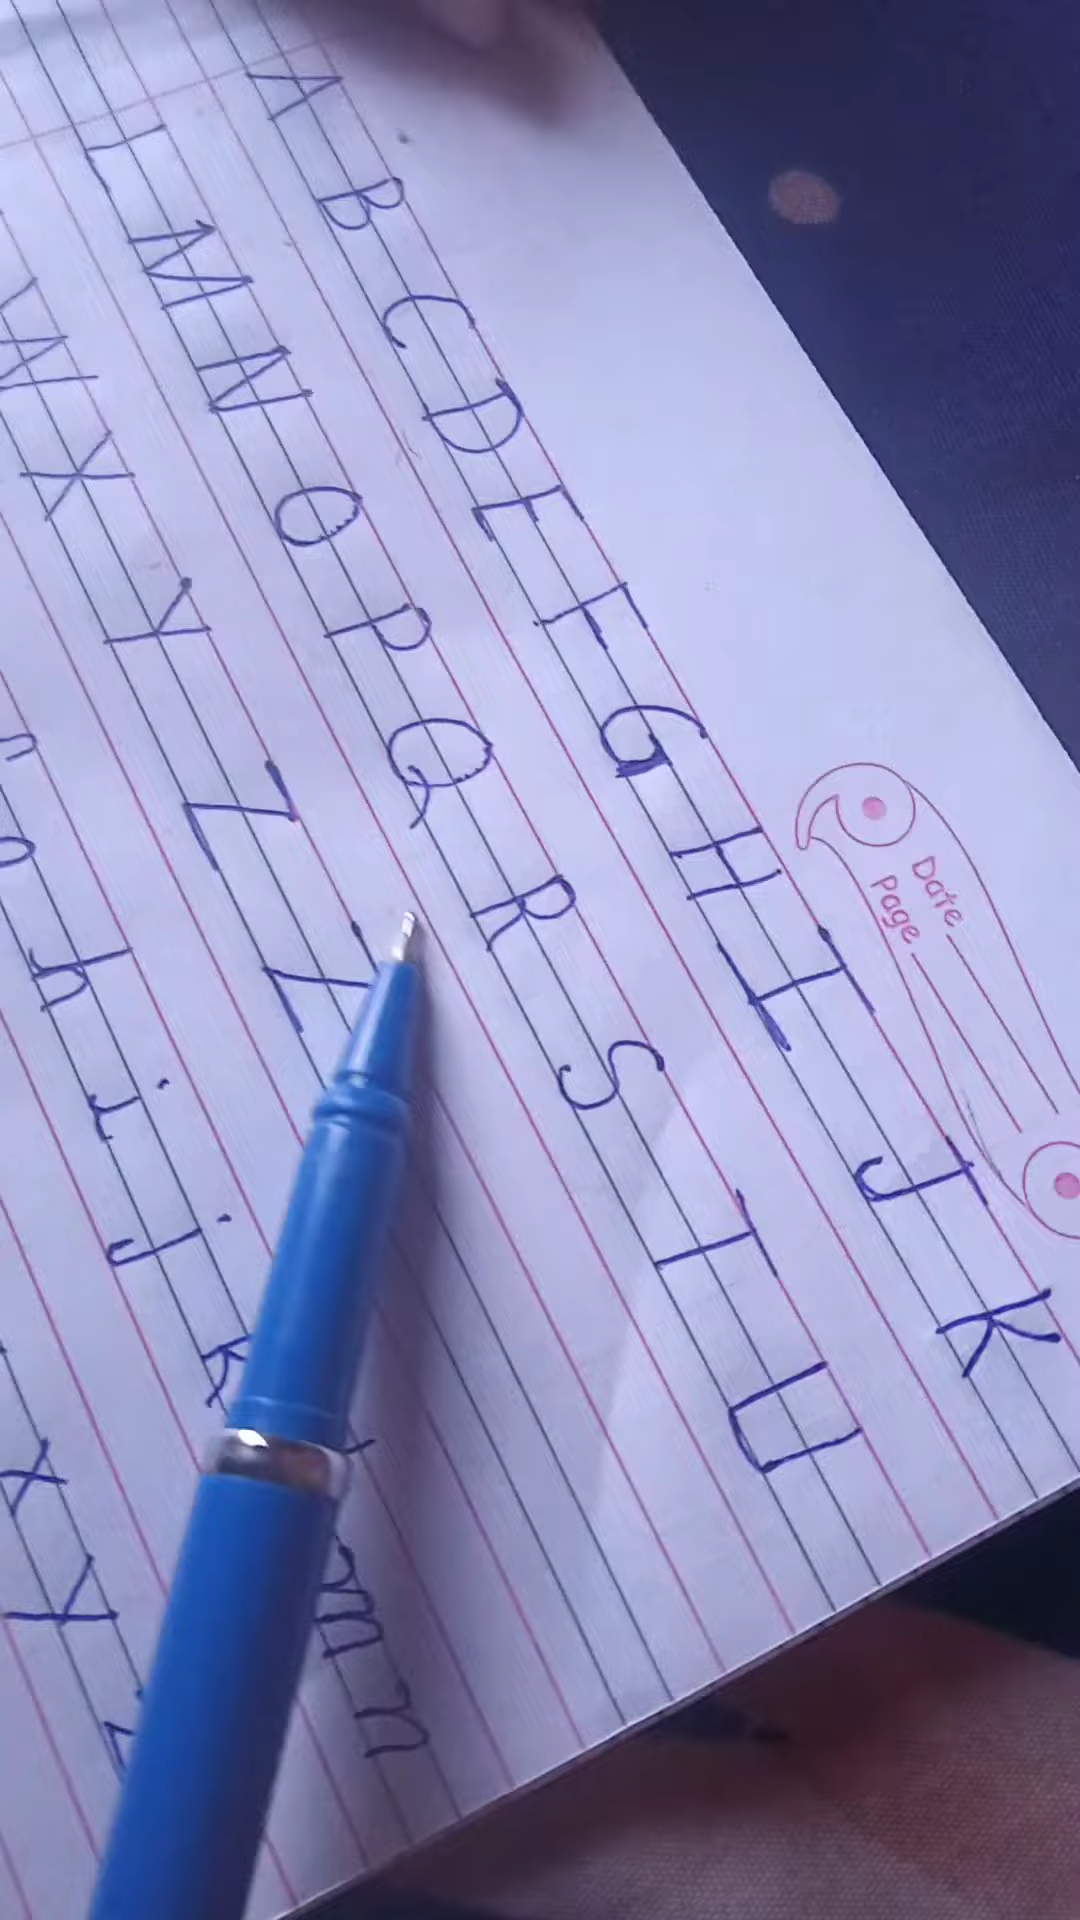 Date
Page
A B C D E F G H I J K
L M N O P Q R S T U
W X Y Z Z
h i j k m n
x y z